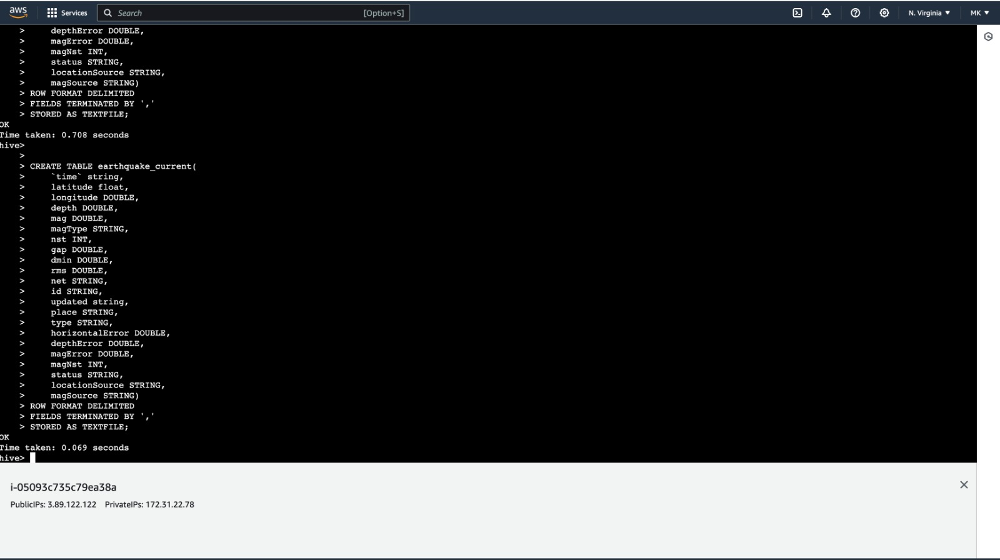 aws Services Search [Option+S] N. Virginia ▼ MK ▼
> depthError DOUBLE,
> magError DOUBLE,
> magNst INT,
> status STRING,
> locationSource STRING,
> magSource STRING)
> ROW FORMAT DELIMITED
> FIELDS TERMINATED BY ','
> STORED AS TEXTFILE;
OK
Time taken: 0.708 seconds
hive>
>
> CREATE TABLE earthquake_current(
> `time` string,
> latitude float,
> longitude DOUBLE,
> depth DOUBLE,
> mag DOUBLE,
> magType STRING,
> nst INT,
> gap DOUBLE,
> dmin DOUBLE,
> rms DOUBLE,
> net STRING,
> id STRING,
> updated string,
> place STRING,
> type STRING,
> horizontalError DOUBLE,
> depthError DOUBLE,
> magError DOUBLE,
> magNst INT,
> status STRING,
> locationSource STRING,
> magSource STRING)
> ROW FORMAT DELIMITED
> FIELDS TERMINATED BY ','
> STORED AS TEXTFILE;
OK
Time taken: 0.069 seconds
hive>
i-05093c735c79ea38a
PublicIPs: 3.89.122.122 PrivateIPs: 172.31.22.78